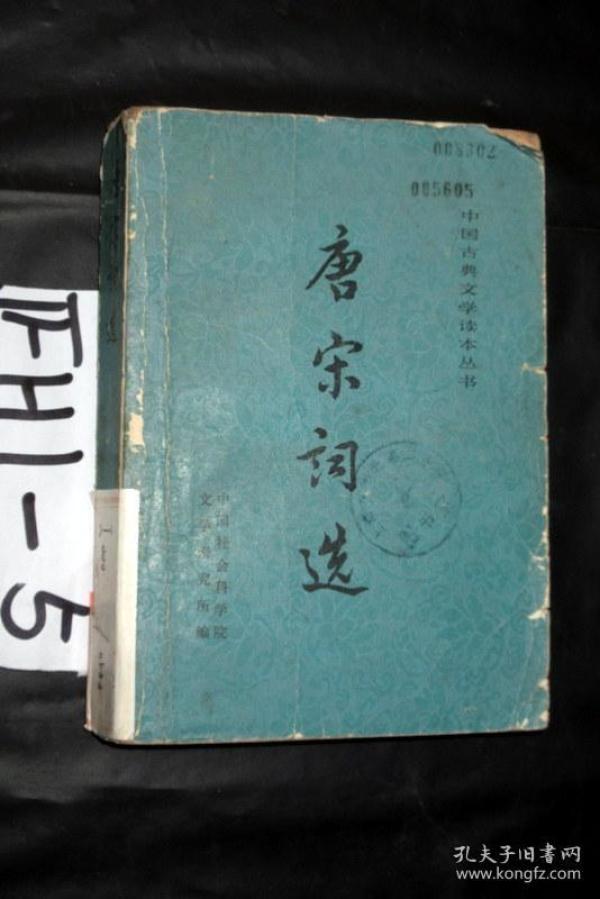 008302
005605
中国古典文学读本丛书
唐宋词选
中国社会科学院
文学研究所编
FH1-5
孔夫子旧书网
www.kongfz.com